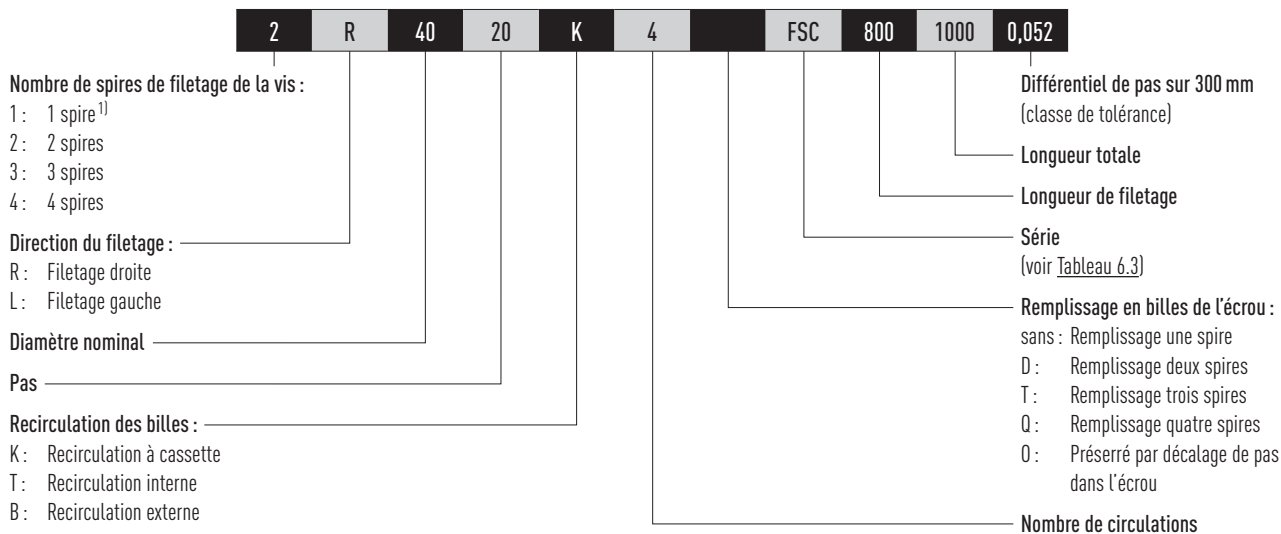 2 R 40 20 K 4 FSC 800 1000 0,052
Nombre de spires de filetage de la vis :
1 : 1 spire 1)
2 : 2 spires
3 : 3 spires
4 : 4 spires
Direction du filetage :
R : Filetage droite
L : Filetage gauche
Diamètre nominal
Pas
Recirculation des billes :
K : Recirculation à cassette
T : Recirculation interne
B : Recirculation externe
Différentiel de pas sur 300 mm
(classe de tolérance)
Longueur totale
Longueur de filetage
Série
(voir Tableau 6.3)
Remplissage en billes de l'écrou :
sans : Remplissage une spire
D : Remplissage deux spires
T : Remplissage trois spires
Q : Remplissage quatre spires
O : Préserré par décalage de pas
dans l'écrou
Nombre de circulations